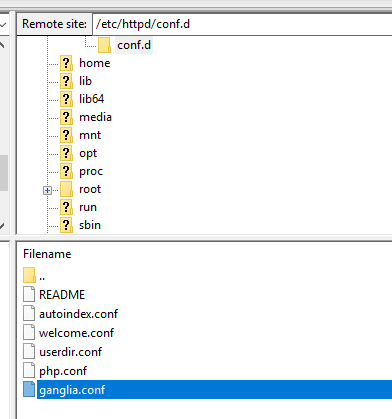 Remote site: /etc/httpd/conf.d
conf.d
? home
? lib
? lib64
? media
? mnt
? opt
? proc
root
? run
? sbin
Filename
..
README
autoindex.conf
welcome.conf
userdir.conf
php.conf
ganglia.conf